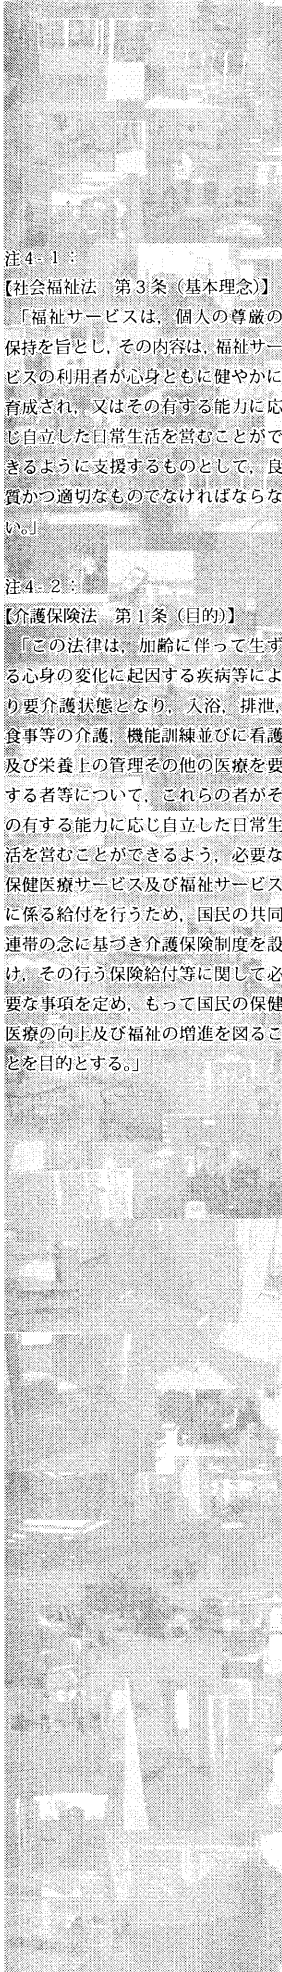 注4-1：
【社会福祉法　第3条（基本理念）】
「福祉サービスは，個人の尊厳の
保持を旨とし，その内容は，福祉サー
ビスの利用者が心身ともに健やかに
育成され，又はその有する能力に応
じ自立した日常生活を営むことがで
きるように支援するものとして，良
質かつ適切なものでなければならな
い。」
注4-2：
【介護保険法　第1条（目的）】
「この法律は，加齢に伴って生ず
る心身の変化に起因する疾病等によ
り要介護状態となり，入浴，排泄，
食事等の介護，機能訓練並びに看護
及び栄養上の管理その他の医療を要
する者等について，これらの者がそ
の有する能力に応じ自立した日常生
活を営むことができるよう，必要な
保健医療サービス及び福祉サービス
に係る給付を行うため，国民の共同
連帯の念に基づき介護保険制度を設
け，その行う保険給付等に関して必
要な事項を定め，もって国民の保健
医療の向上及び福祉の増進を図るこ
とを目的とする。」